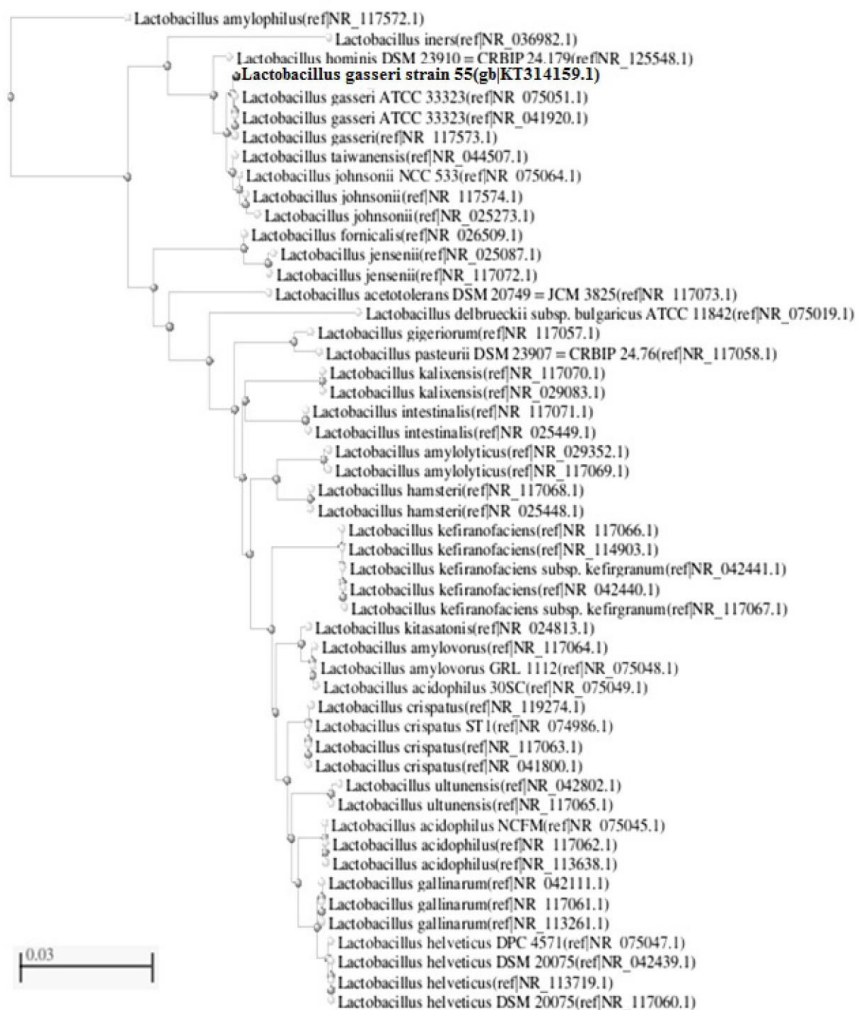 Lactobacillus amylophilus(ref|NR_117572.1)
Lactobacillus iners(ref|NR_036982.1)
Lactobacillus hominis DSM 23910 = CRBIP 24.179(ref|NR_125548.1)
Lactobacillus gasseri strain 55(gb|KT314159.1)
Lactobacillus gasseri ATCC 33323(ref|NR_075051.1)
Lactobacillus gasseri ATCC 33323(ref|NR_041920.1)
Lactobacillus gasseri(ref|NR_117573.1)
Lactobacillus taiwanensis(ref|NR_044507.1)
Lactobacillus johnsonii NCC 533(ref|NR_075064.1)
Lactobacillus johnsonii(ref|NR_117574.1)
Lactobacillus johnsonii(ref|NR_025273.1)
Lactobacillus fornicalis(ref|NR_026509.1)
Lactobacillus jensenii(ref|NR_025087.1)
Lactobacillus jensenii(ref|NR_117072.1)
Lactobacillus acetotolerans DSM 20749 = JCM 3825(ref|NR_117073.1)
Lactobacillus delbrueckii subsp. bulgaricus ATCC 11842(ref|NR_075019.1)
Lactobacillus gigeriorum(ref|NR_117057.1)
Lactobacillus pasteurii DSM 23907 = CRBIP 24.76(ref|NR_117058.1)
Lactobacillus kalixensis(ref|NR_117070.1)
Lactobacillus kalixensis(ref|NR_029083.1)
Lactobacillus intestinalis(ref|NR_117071.1)
Lactobacillus intestinalis(ref|NR_025449.1)
Lactobacillus amylolyticus(ref|NR_029352.1)
Lactobacillus amylolyticus(ref|NR_117069.1)
Lactobacillus hamsteri(ref|NR_117068.1)
Lactobacillus hamsteri(ref|NR_025448.1)
Lactobacillus kefiranofaciens(ref|NR_117066.1)
Lactobacillus kefiranofaciens(ref|NR_114903.1)
Lactobacillus kefiranofaciens subsp. kefirgranum(ref|NR_042441.1)
Lactobacillus kefiranofaciens(ref|NR_042440.1)
Lactobacillus kefiranofaciens subsp. kefirgranum(ref|NR_117067.1)
Lactobacillus kitasatonis(ref|NR_024813.1)
Lactobacillus amylovorus(ref|NR_117064.1)
Lactobacillus amylovorus GRL 1112(ref|NR_075048.1)
Lactobacillus acidophilus 30SC(ref|NR_075049.1)
Lactobacillus crispatus(ref|NR_119274.1)
Lactobacillus crispatus ST1(ref|NR_074986.1)
Lactobacillus crispatus(ref|NR_117063.1)
Lactobacillus crispatus(ref|NR_041800.1)
Lactobacillus ultunensis(ref|NR_042802.1)
Lactobacillus ultunensis(ref|NR_117065.1)
Lactobacillus acidophilus NCFM(ref|NR_075045.1)
Lactobacillus acidophilus(ref|NR_117062.1)
Lactobacillus acidophilus(ref|NR_113638.1)
Lactobacillus gallinarum(ref|NR_042111.1)
Lactobacillus gallinarum(ref|NR_117061.1)
Lactobacillus gallinarum(ref|NR_113261.1)
Lactobacillus helveticus DPC 4571(ref|NR_075047.1)
0.03
Lactobacillus helveticus DSM 20075(ref|NR_042439.1)
Lactobacillus helveticus(ref|NR_113719.1)
Lactobacillus helveticus DSM 20075(ref|NR_117060.1)